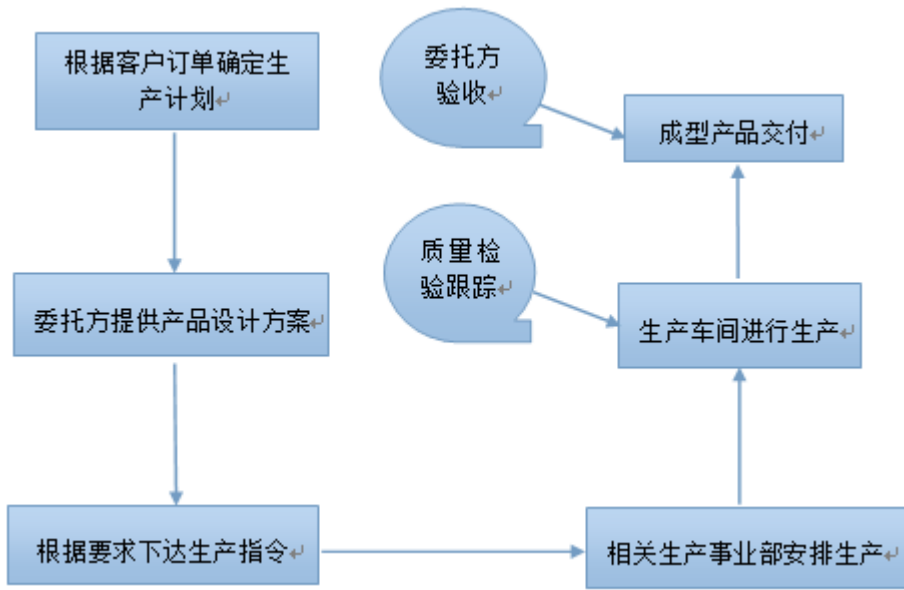 根据客户订单确定生
产计划
委托方提供产品设计方案
根据要求下达生产指令
相关生产事业部安排生产
生产车间进行生产
质量检
验跟踪
成型产品交付
委托方
验收